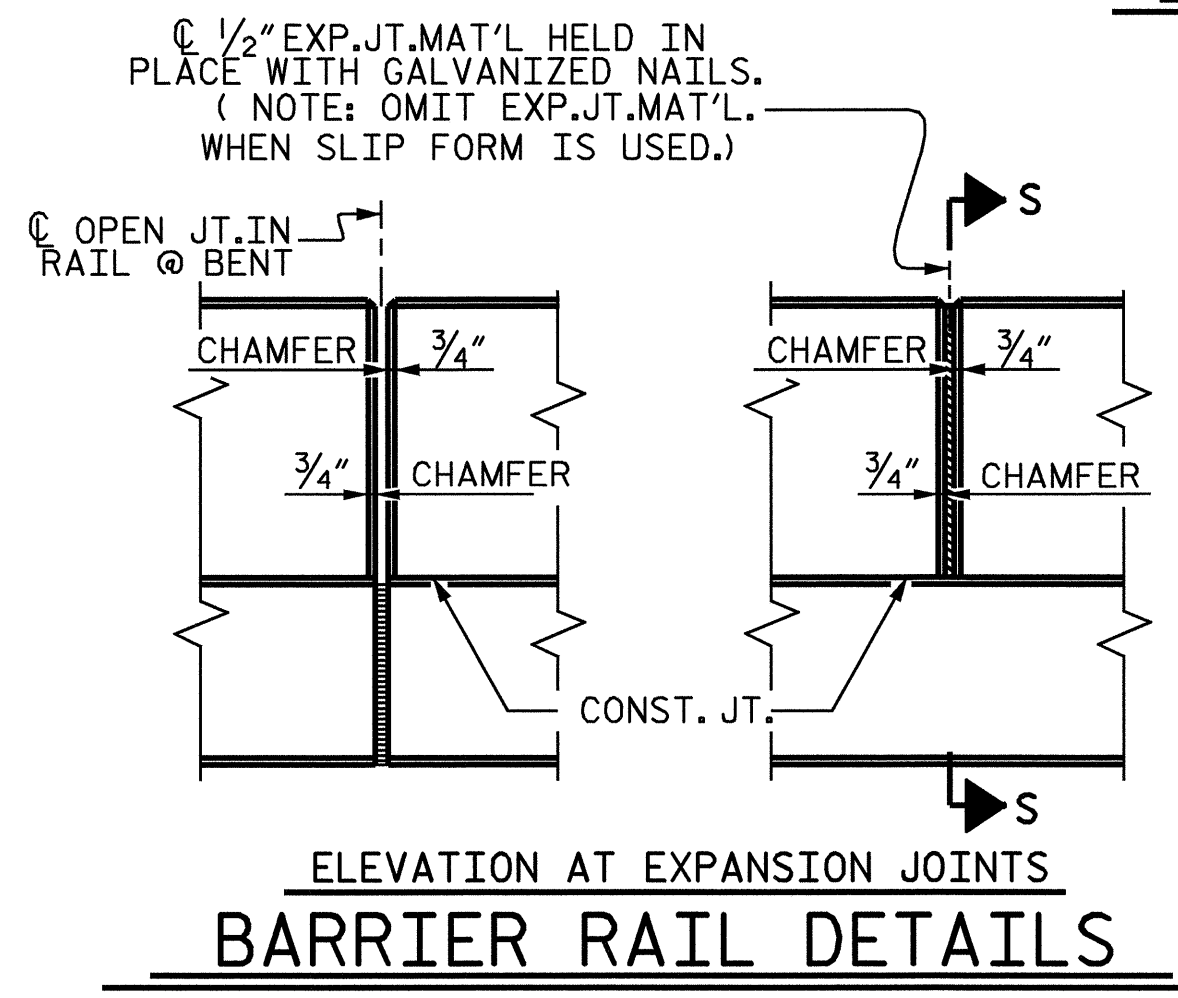 ℄ 1/2" EXP.JT.MAT'L HELD IN
PLACE WITH GALVANIZED NAILS.
( NOTE: OMIT EXP.JT.MAT'L.
WHEN SLIP FORM IS USED.)
S
℄ OPEN JT.IN
RAIL @ BENT
CHAMFER 3/4"
CHAMFER 3/4"
3/4" CHAMFER
3/4" CHAMFER
CONST. JT.
S
ELEVATION AT EXPANSION JOINTS
BARRIER RAIL DETAILS